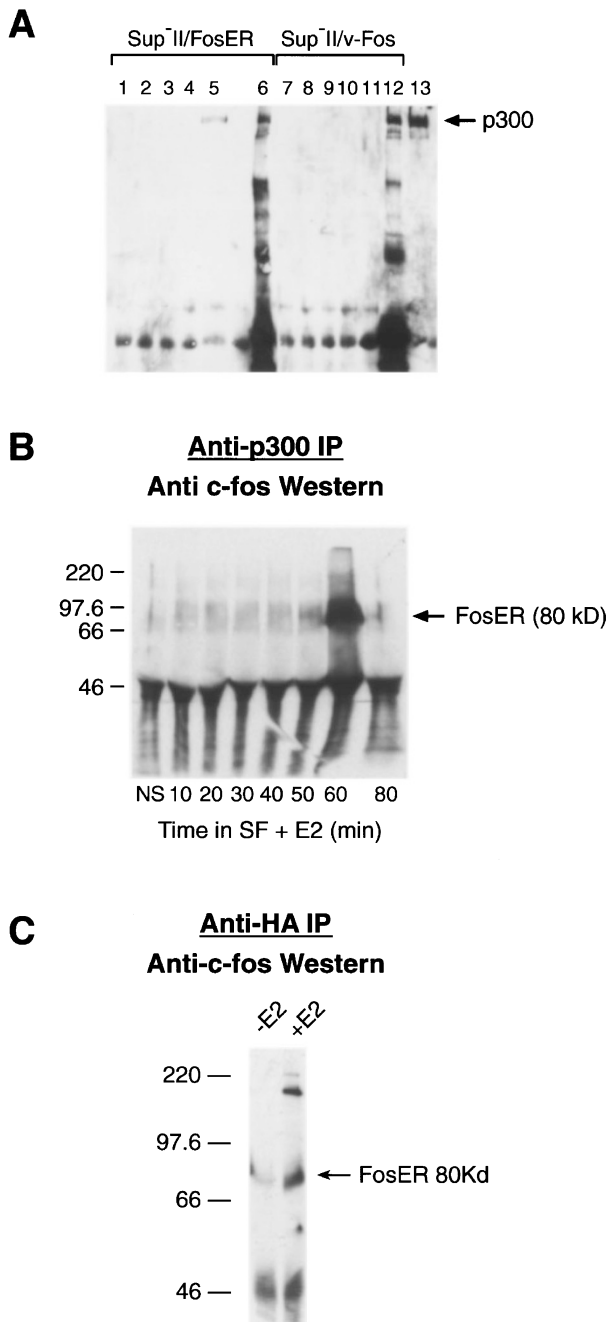 A
Sup⁻II/FosER Sup⁻II/v-Fos
1 2 3 4 5 6 7 8 9 10 11 12 13
p300
B
Anti-p300 IP
Anti c-fos Western
220
97.6
66
46
FosER (80 kD)
NS 10 20 30 40 50 60 80
Time in SF + E2 (min)
C
Anti-HA IP
Anti-c-fos Western
-E2 +E2
220
97.6
FosER 80Kd
66
46